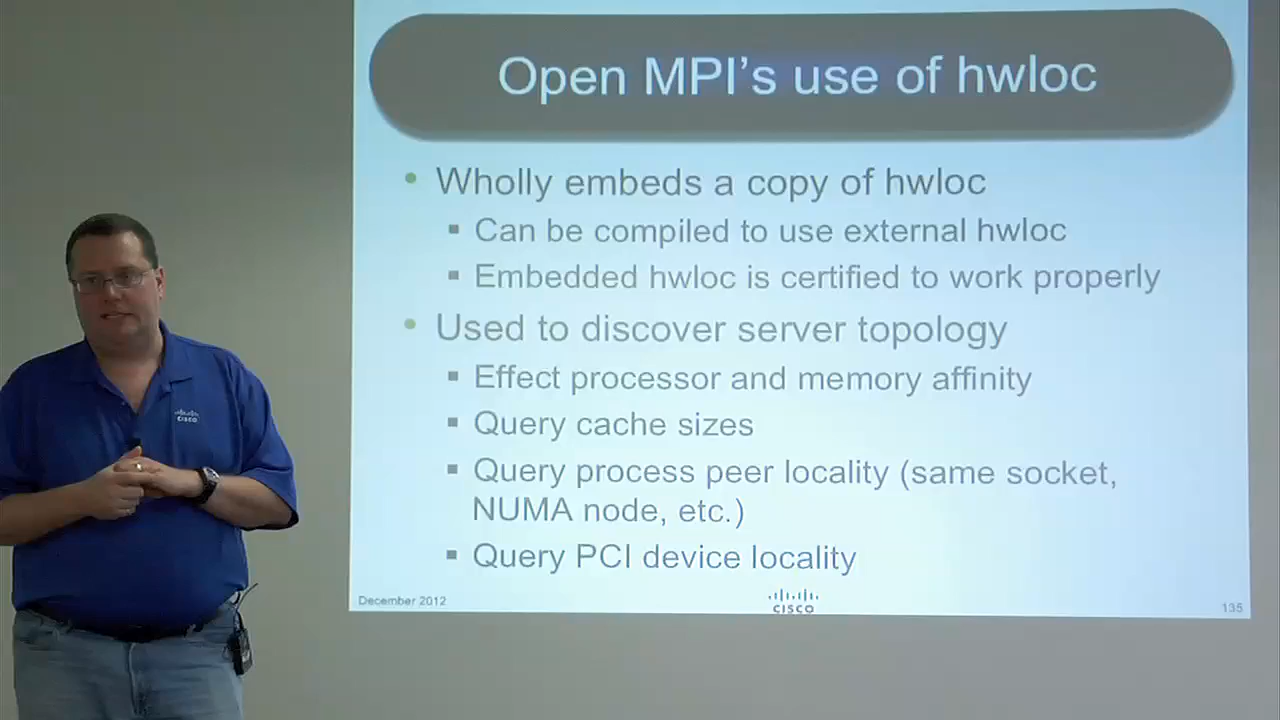 Open MPI's use of hwloc
• Wholly embeds a copy of hwloc
▪ Can be compiled to use external hwloc
▪ Embedded hwloc is certified to work properly
• Used to discover server topology
▪ Effect processor and memory affinity
▪ Query cache sizes
▪ Query process peer locality (same socket,
NUMA node, etc.)
▪ Query PCI device locality
December 2012
CISCO
135
CISCO